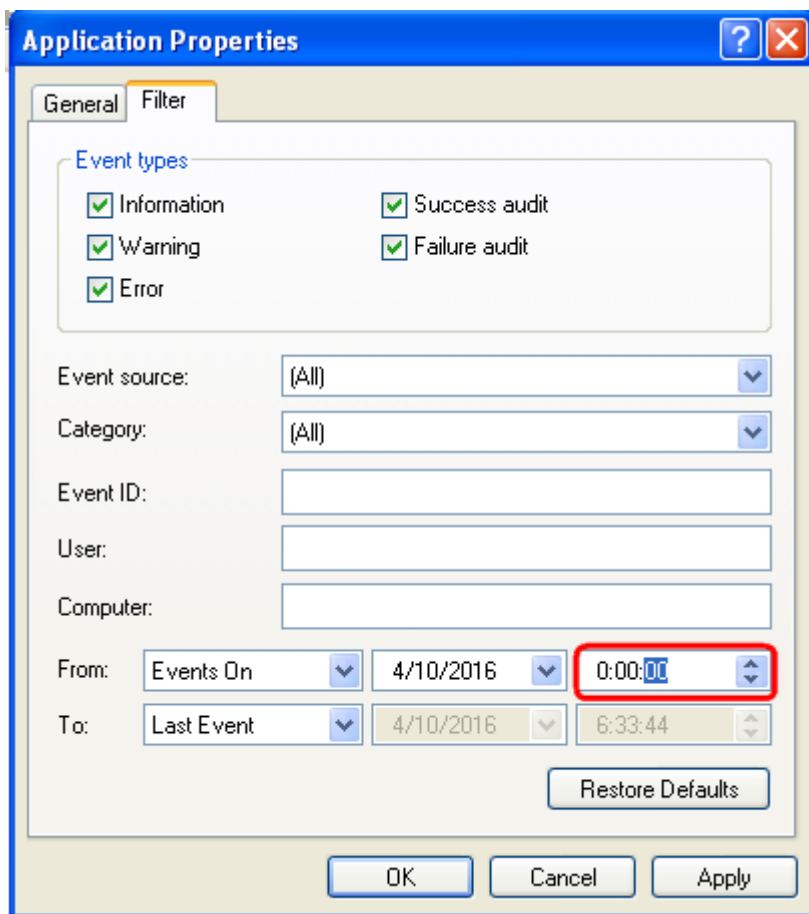 Application Properties
General Filter
Event types
Information Success audit
Warning Failure audit
Error
Event source: (All)
Category: (All)
Event ID:
User:
Computer:
From: Events On 4/10/2016 0:00:00
To: Last Event 4/10/2016 6:33:44
Restore Defaults
OK Cancel Apply